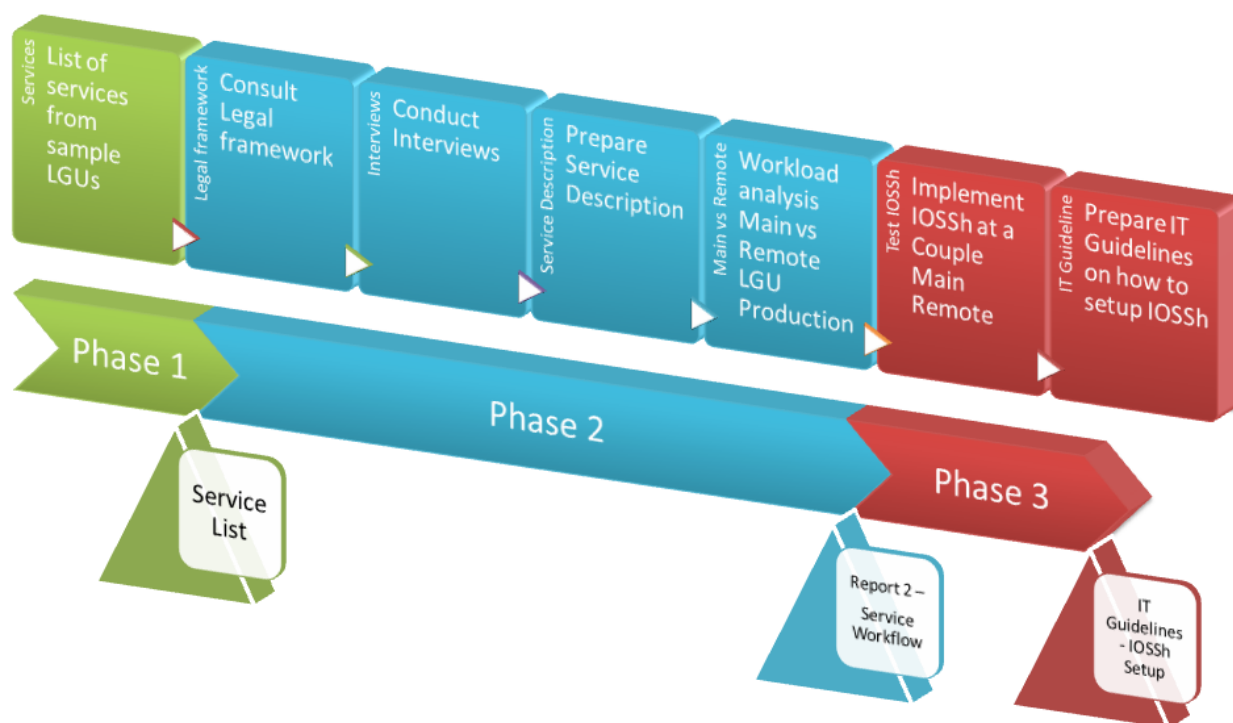 Services
List of
services
from
sample
LGUs
Legal framework
Consult
Legal
framework
Interviews
Conduct
Interviews
Service Description
Prepare
Service
Description
Main vs Remote
Workload
analysis
Main vs
Remote
LGU
Production
Test IOSSh
Implement
IOSSh at a
Couple
Main
Remote
IT Guideline
Prepare IT
Guidelines
on how to
setup IOSSh
Phase 1
Phase 2
Phase 3
Service
List
Report 2 –
Service
Workflow
IT
Guidelines
- IOSSh
Setup